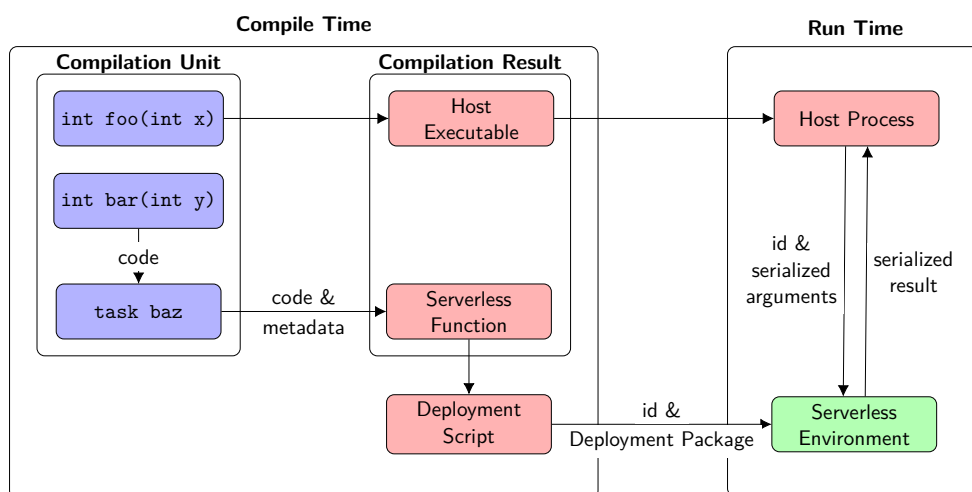 Compile Time
Run Time
Compilation Unit
Compilation Result
int foo(int x)
Host
Executable
Host Process
int bar(int y)
code
id &
serialized
arguments
serialized
result
task baz
code &
metadata
Serverless
Function
Deployment
Script
id &
Deployment Package
Serverless
Environment